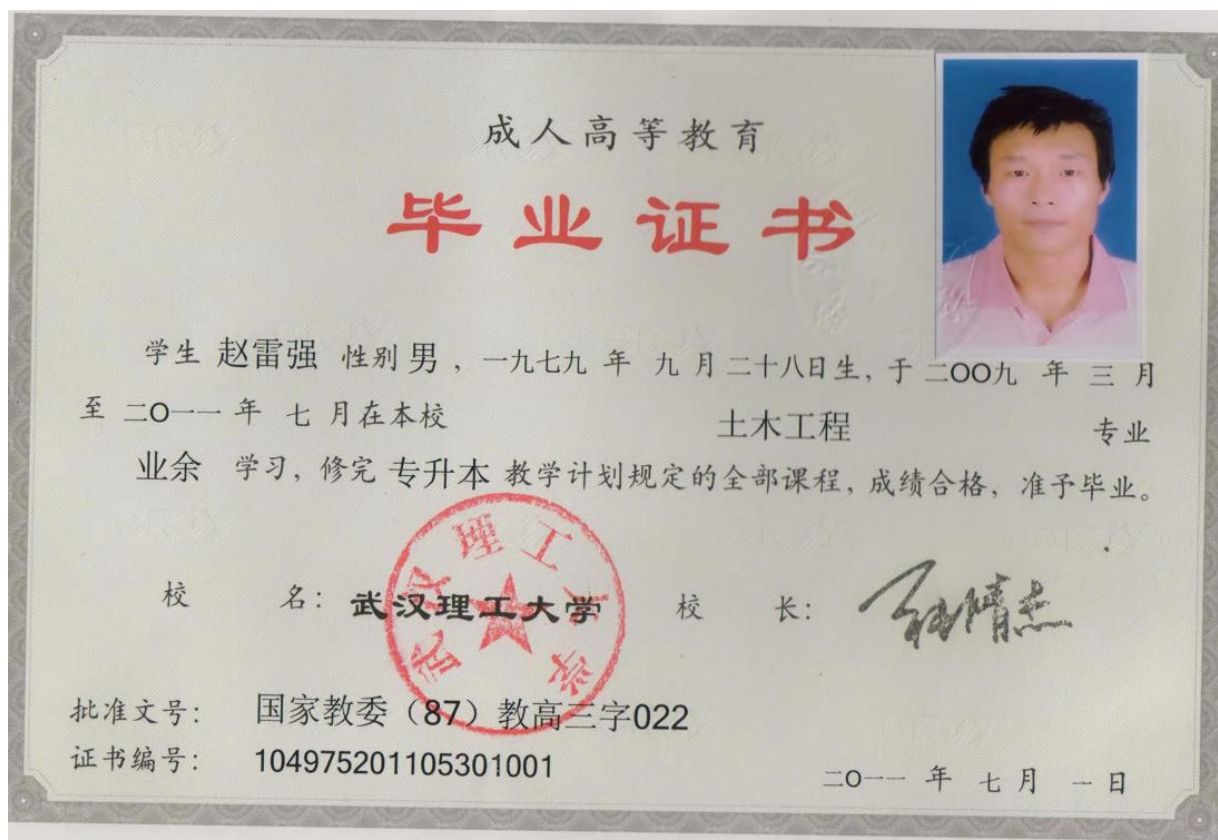 成人高等教育
毕业证书
学生 赵雷强 性别 男 ，一九七九 年 九 月 二十八日生，于 二OO九 年 三 月
至 二O一一 年 七 月在本校 土木工程 专业
业余 学习，修完 专升本 教学计划规定的全部课程，成绩合格，准予毕业。
校 名：武汉理工大学 校 长：
武汉理工大学
批准文号： 国家教委（87）教高三字022
证书编号： 104975201105301001
二O一一 年 七 月 一 日